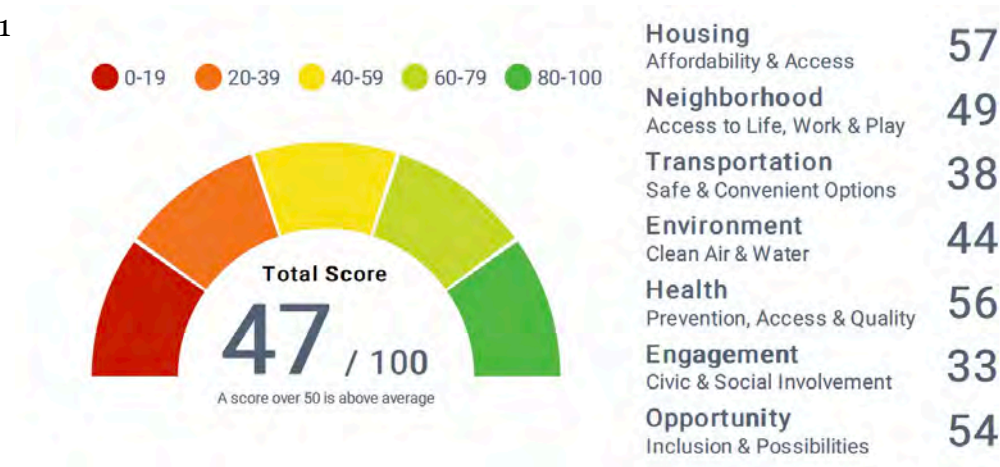 1
0-19 20-39 40-59 60-79 80-100
Total Score
47 / 100
A score over 50 is above average
Housing 57
Affordability & Access
Neighborhood 49
Access to Life, Work & Play
Transportation 38
Safe & Convenient Options
Environment 44
Clean Air & Water
Health 56
Prevention, Access & Quality
Engagement 33
Civic & Social Involvement
Opportunity 54
Inclusion & Possibilities